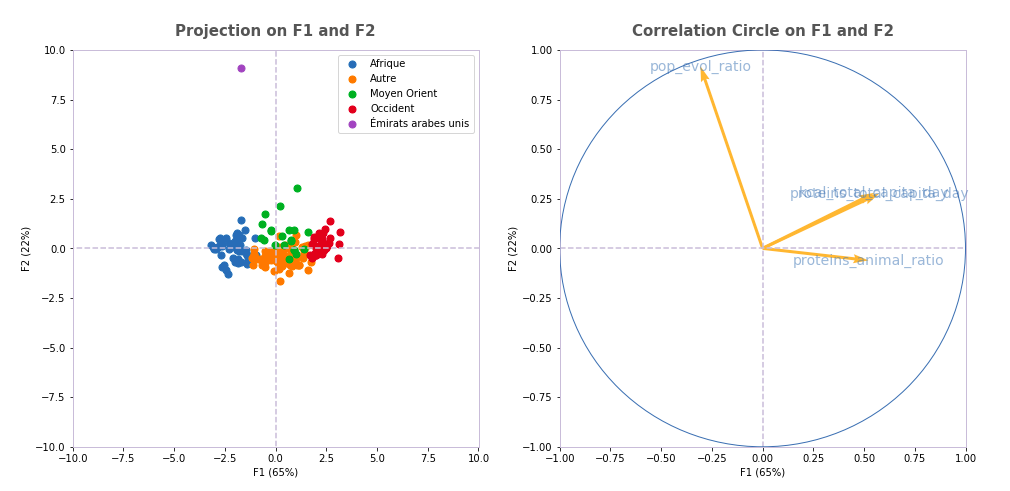 Projection on F1 and F2
10.0
7.5
5.0
2.5
0.0
−2.5
−5.0
−7.5
−10.0
F2 (22%)
Afrique
Autre
Moyen Orient
Occident
Émirats arabes unis
−10.0 −7.5 −5.0 −2.5 0.0 2.5 5.0 7.5 10.0
F1 (65%)
Correlation Circle on F1 and F2
1.00
0.75
0.50
0.25
0.00
−0.25
−0.50
−0.75
−1.00
F2 (22%)
pop_evol_ratio
kcal_total_capita_day
proteins_total_capita_day
proteins_animal_ratio
−1.00 −0.75 −0.50 −0.25 0.00 0.25 0.50 0.75 1.00
F1 (65%)